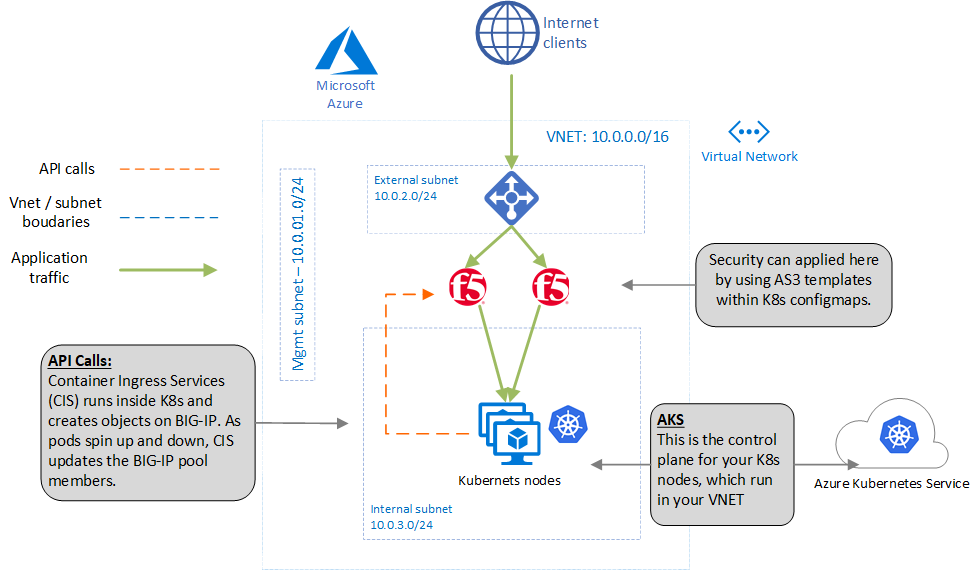 Internet
clients
Microsoft
Azure
VNET: 10.0.0.0/16
Virtual Network
API calls
Vnet / subnet
boudaries
Application
traffic
Mgmt subnet – 10.0.01.0/24
External subnet
10.0.2.0/24
f5
f5
Security can applied here
by using AS3 templates
within K8s configmaps.
API Calls:
Container Ingress Services
(CIS) runs inside K8s and
creates objects on BIG-IP. As
pods spin up and down, CIS
updates the BIG-IP pool
members.
Kubernets nodes
Internal subnet
10.0.3.0/24
AKS
This is the control
plane for your K8s
nodes, which run
in your VNET
Azure Kubernetes Service